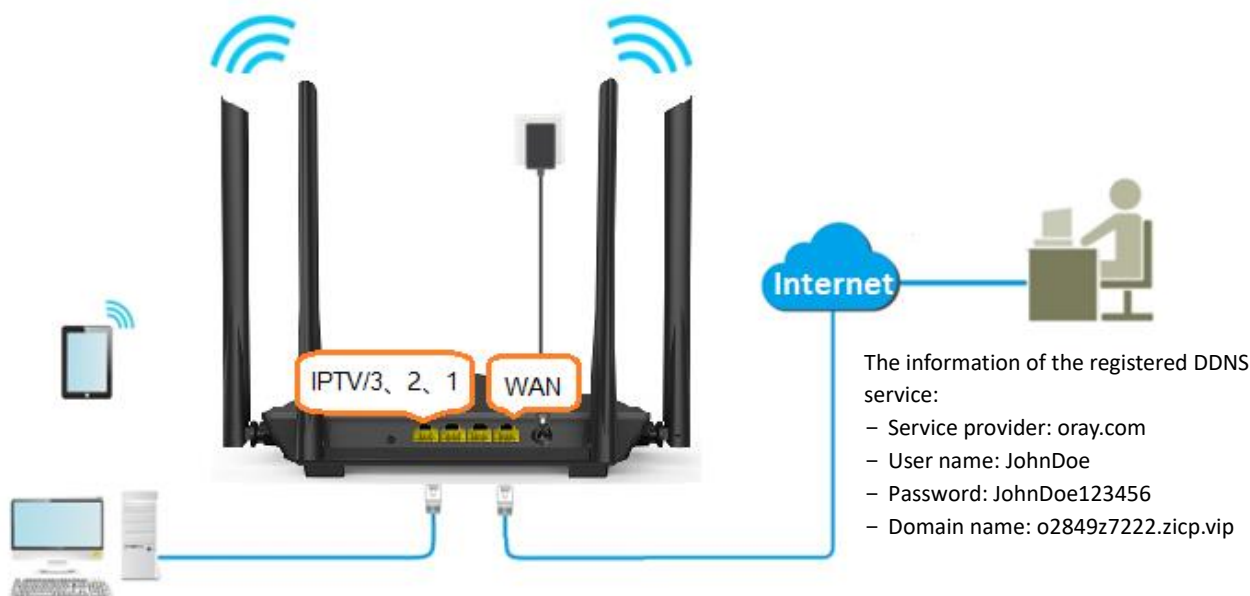 IPTV/3、2、1
WAN
Internet
The information of the registered DDNS
service:
− Service provider: oray.com
− User name: JohnDoe
− Password: JohnDoe123456
− Domain name: o2849z7222.zicp.vip